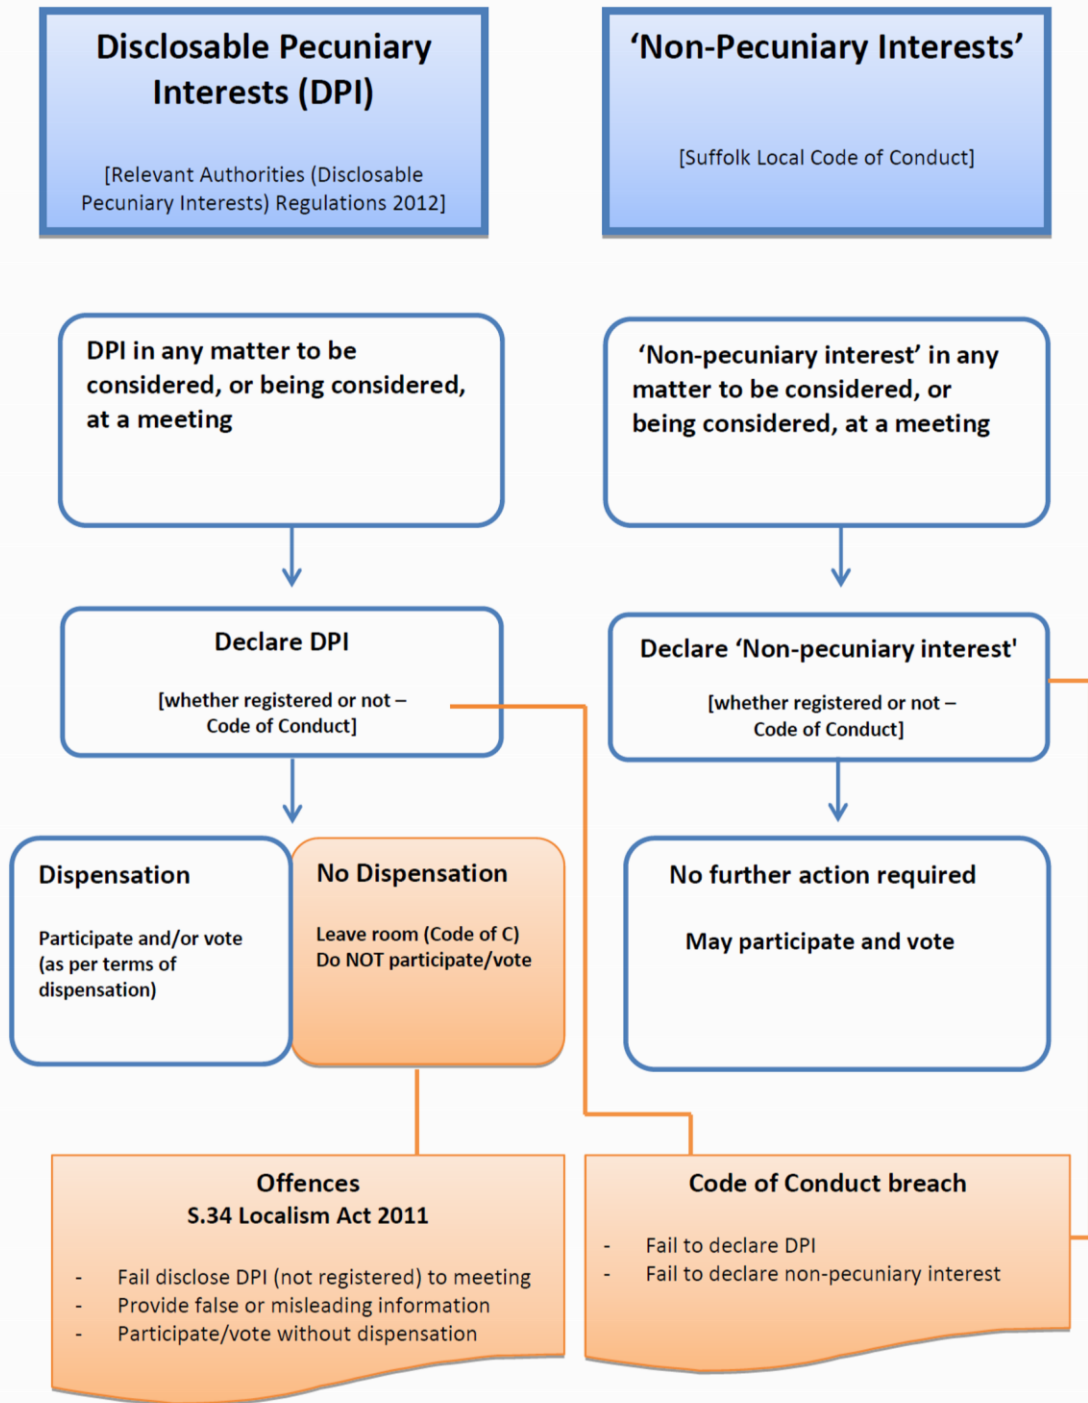 Disclosable Pecuniary
Interests (DPI)
[Relevant Authorities (Disclosable
Pecuniary Interests) Regulations 2012]
‘Non-Pecuniary Interests’
[Suffolk Local Code of Conduct]
DPI in any matter to be
considered, or being considered,
at a meeting
‘Non-pecuniary interest’ in any
matter to be considered, or
being considered, at a meeting
Declare DPI
[whether registered or not –
Code of Conduct]
Declare ‘Non-pecuniary interest'
[whether registered or not –
Code of Conduct]
Dispensation
Participate and/or vote
(as per terms of
dispensation)
No Dispensation
Leave room (Code of C)
Do NOT participate/vote
No further action required
May participate and vote
Offences
S.34 Localism Act 2011
- Fail disclose DPI (not registered) to meeting
- Provide false or misleading information
- Participate/vote without dispensation
Code of Conduct breach
- Fail to declare DPI
- Fail to declare non-pecuniary interest